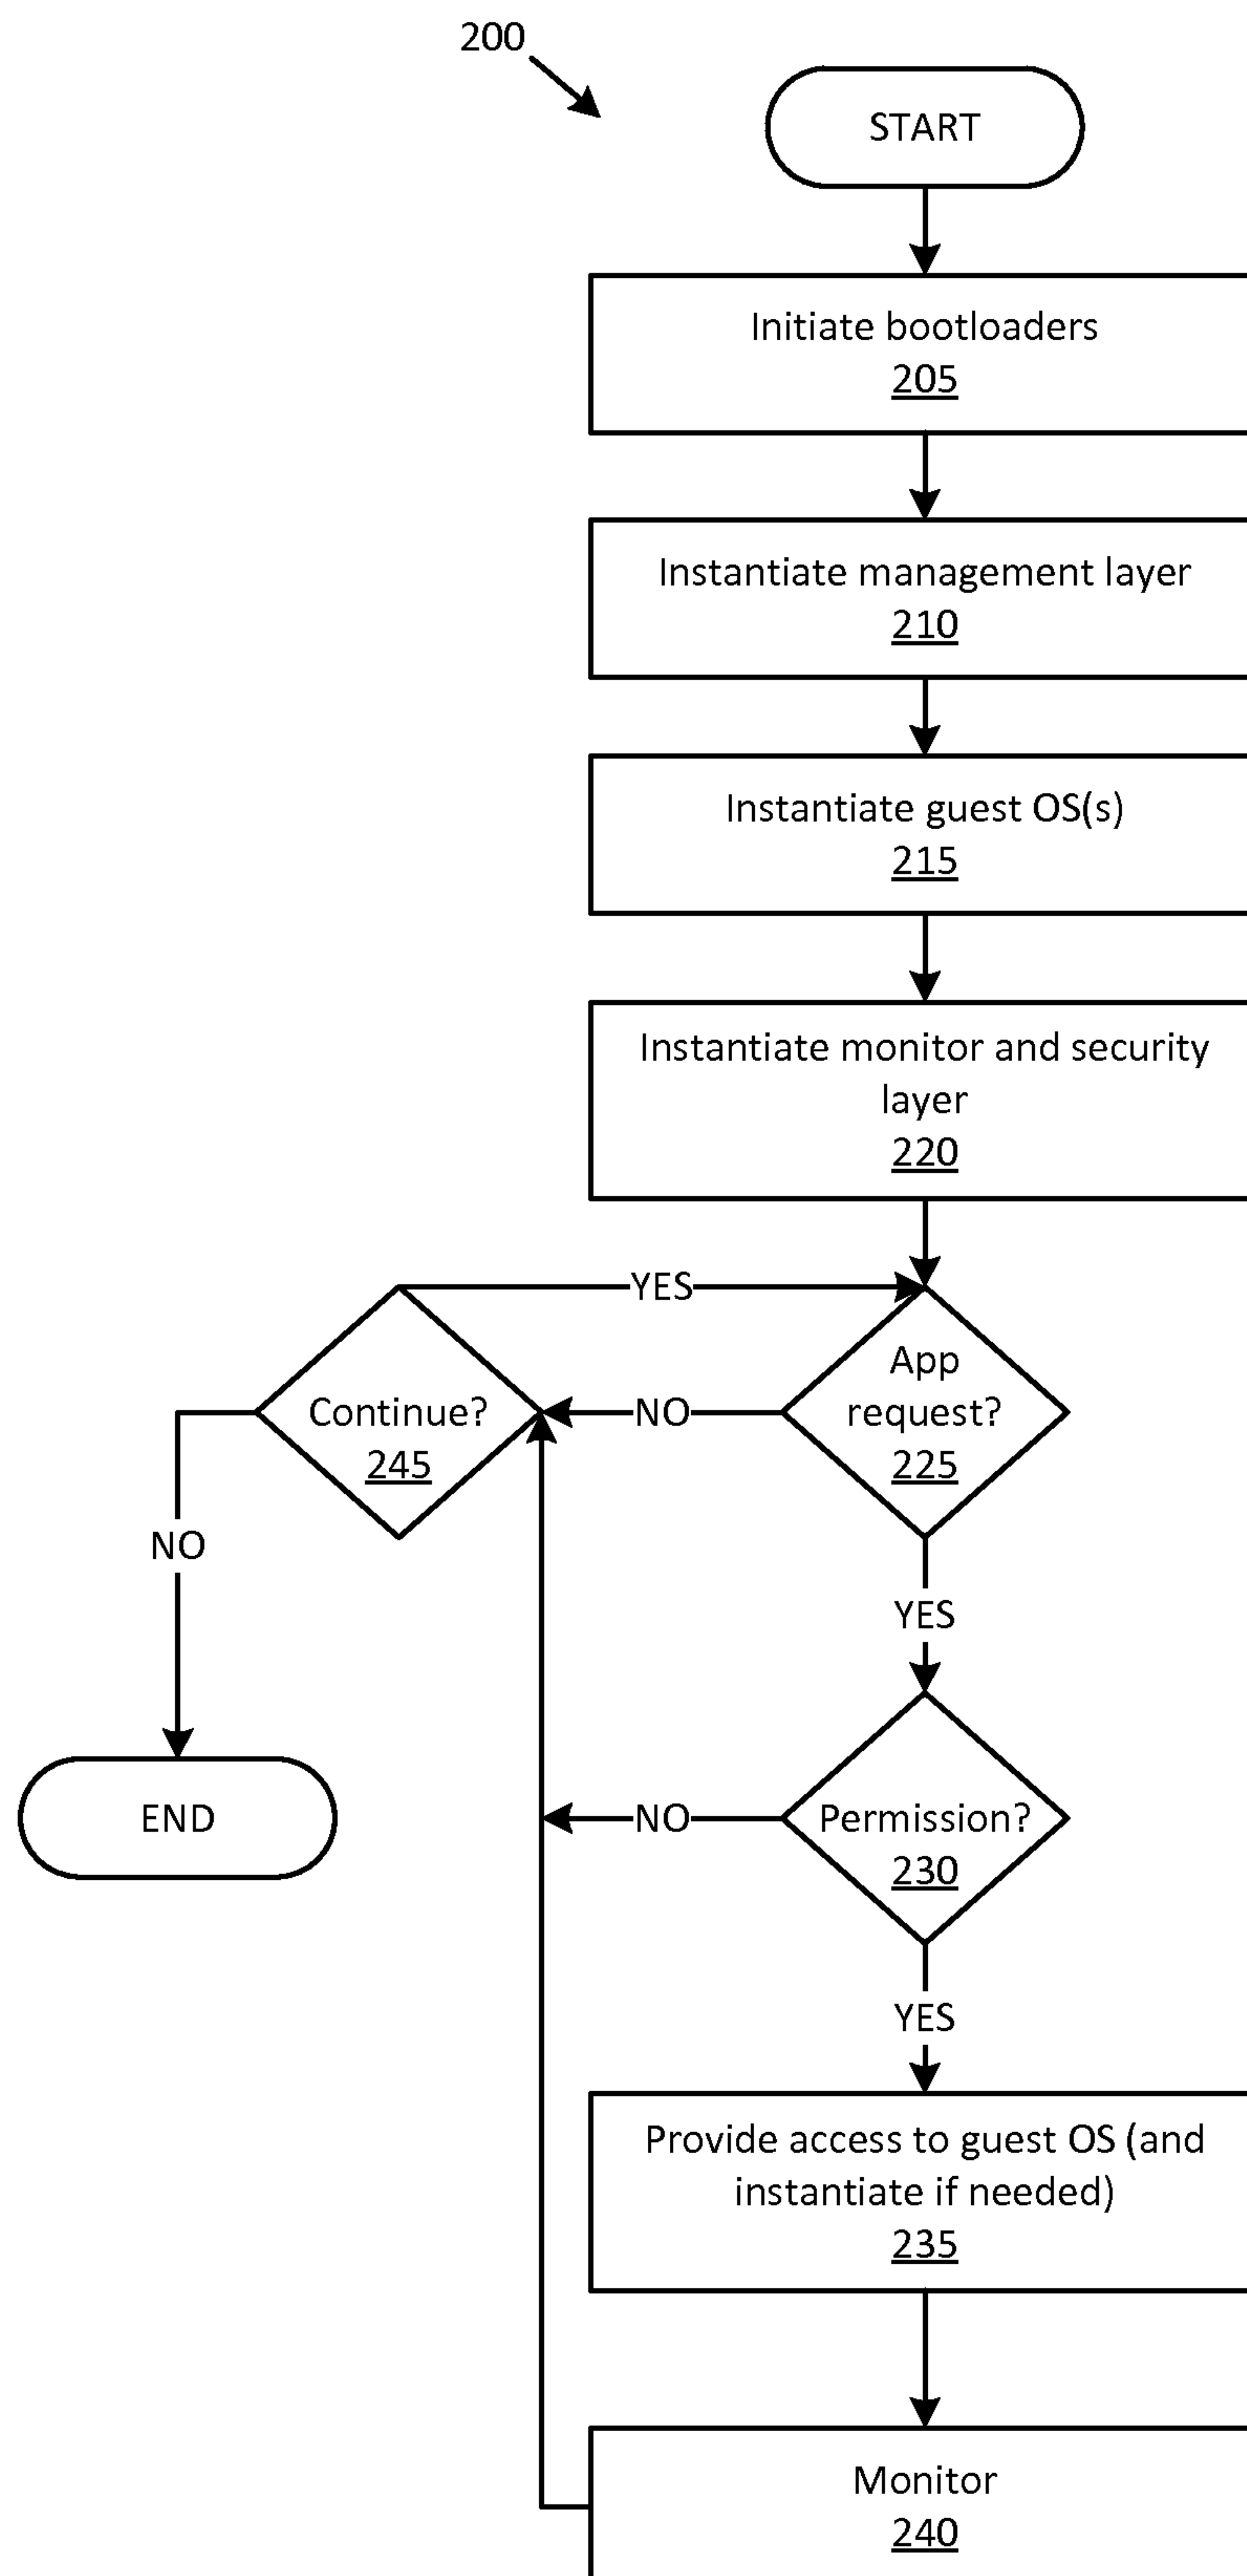 200
START
Initiate bootloaders
205
Instantiate management layer
210
Instantiate guest OS(s)
215
Instantiate monitor and security
layer
220
YES
App
request?
225
NO
Continue?
245
NO
YES
END
NO
Permission?
230
YES
Provide access to guest OS (and
instantiate if needed)
235
Monitor
240